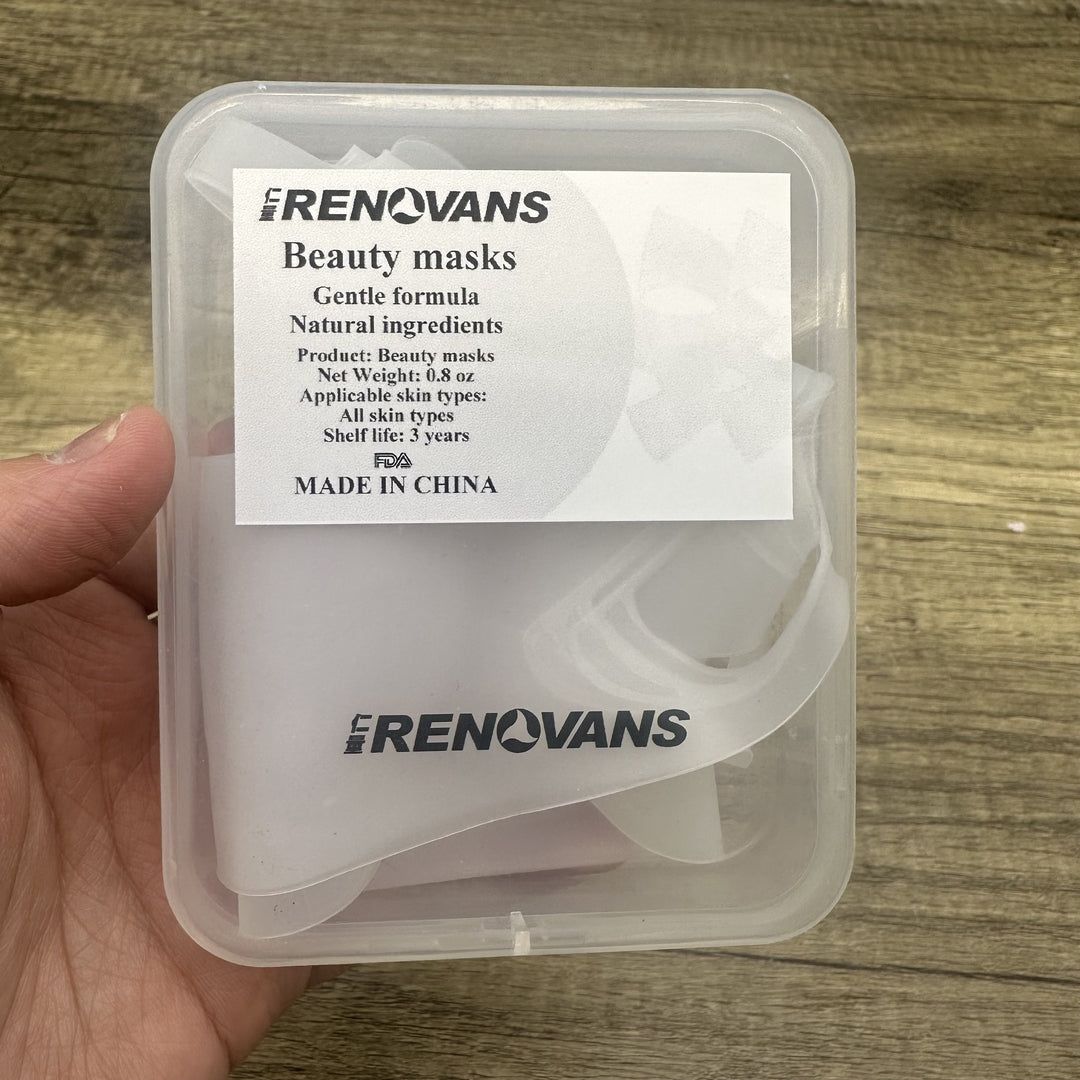 RENOVANS
Beauty masks
Gentle formula
Natural ingredients
Product: Beauty masks
Net Weight: 0.8 oz
Applicable skin types:
All skin types
Shelf life: 3 years
FDA
MADE IN CHINA
RENOVANS